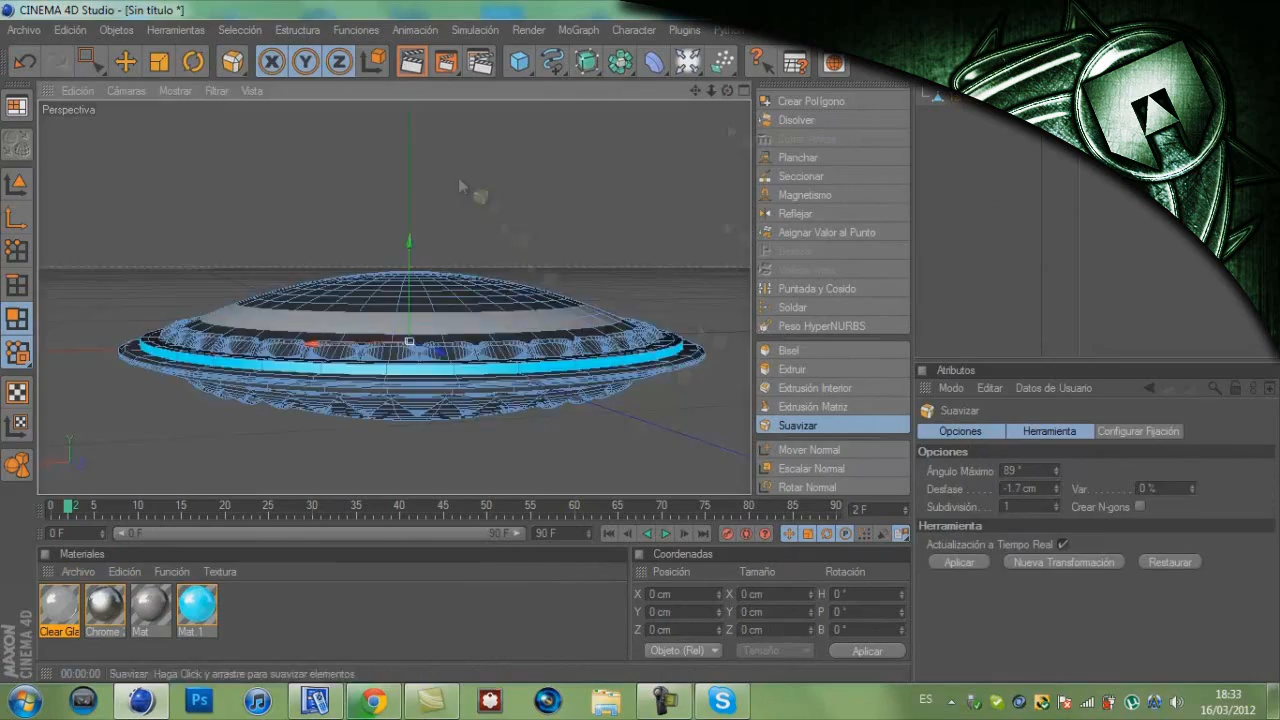 CINEMA 4D Studio - [Sin título *]
Archivo Edición Objetos Herramientas Selección Estructura Funciones Animación Simulación Render MoGraph Character Plugins
Edición Cámaras Mostrar Filtrar Vista
Perspectiva
Crear Polígono
Disolver
Planchar
Seccionar
Magnetismo
Reflejar
Asignar Valor al Punto
Puntada y Cosido
Soldar
Peso HyperNURBS
Bisel
Extruir
Extrusión Interior
Extrusión Matriz
Suavizar
Mover Normal
Escalar Normal
Rotar Normal
Atributos
Modo Editar Datos de Usuario
Suavizar
Opciones Herramienta Configurar Fijación
Opciones
Ángulo Máximo 89 °
Desfase . . . . . -1.7 cm Var. . . . . . . . 0 %
Subdivisión. . . 1 Crear N-gons
Herramienta
Actualización a Tiempo Real
Aplicar Nueva Transformación Restaurar
Y
0 2 5 10 15 20 25 30 35 40 45 50 55 60 65 70 75 80 85 90 2 F
0 F 0 F 90 F 90 F
Materiales
Archivo Edición Función Textura
Clear Gla Chrome Mat Mat.1
Coordenadas
Posición Tamaño Rotación
X 0 cm X 0 cm H 0 °
Y 0 cm Y 0 cm P 0 °
Z 0 cm Z 0 cm B 0 °
Objeto (Rel) Tamaño Aplicar
MAXON
CINEMA 4D
00:00:00 Suavizar: Haga Click y arrastre para suavizar elementos
Ps
ES
18:33
16/03/2012